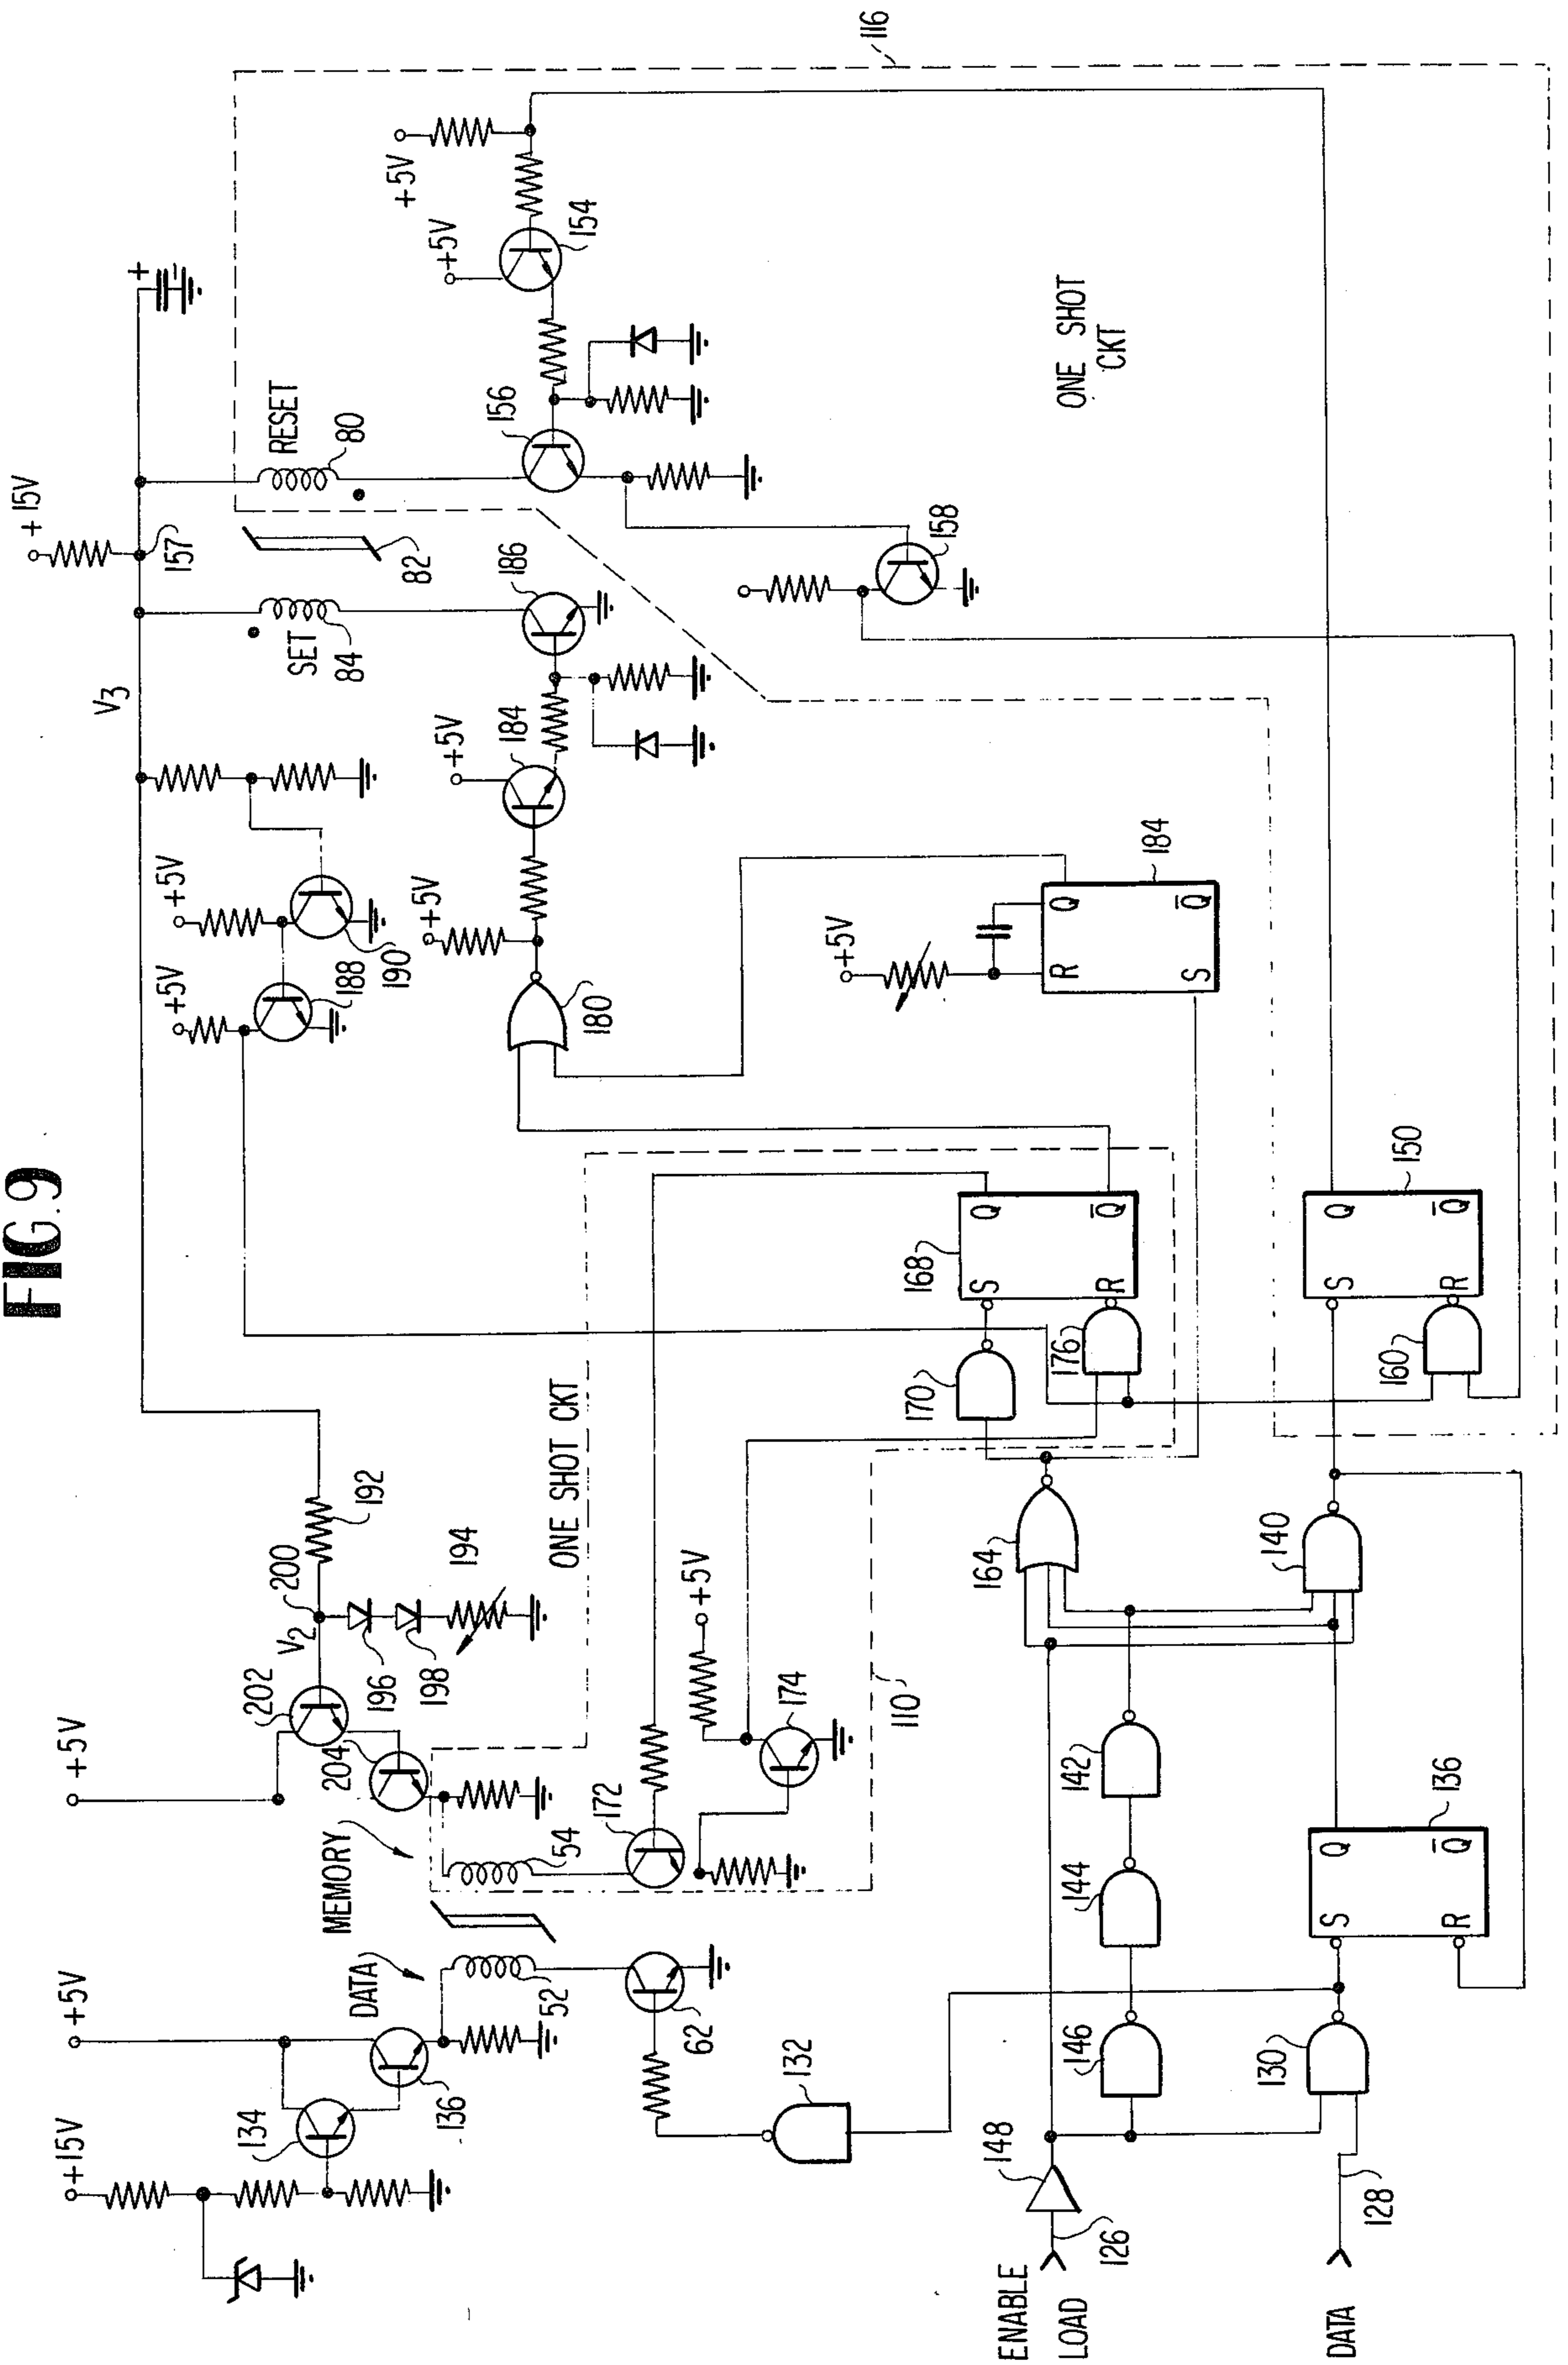 FIG.9
+5V
+15V
134
136
DATA
52
62
132
+5V
MEMORY
204
202
V2
200
192
196
198
194
54
172
ONE SHOT CKT
+5V
174
110
V3
+15V
157
+5V
+5V
188
190
+5V
180
+5V
184
SET
84
186
82
RESET
80
156
+5V
+5V
154
116
158
ONE SHOT
CKT
+5V
R
Q
S
Q̅
184
168
S
Q
R
Q̅
170
176
164
140
S
Q
R
Q̅
150
160
142
144
146
S
Q
R
Q̅
136
130
148
126
128
ENABLE
LOAD
DATA